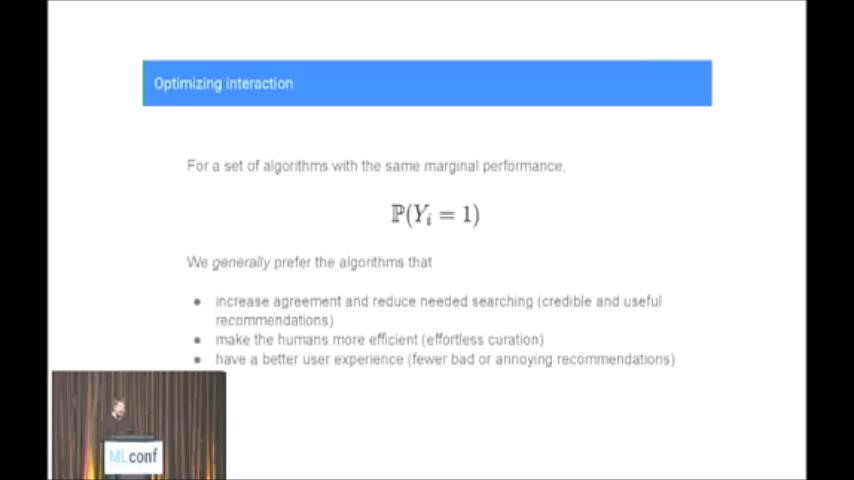 Optimizing interaction
For a set of algorithms with the same marginal performance,
ℙ(Yᵢ = 1)
We generally prefer the algorithms that
● increase agreement and reduce needed searching (credible and useful
recommendations)
● make the humans more efficient (effortless curation)
● have a better user experience (fewer bad or annoying recommendations)
MLconf